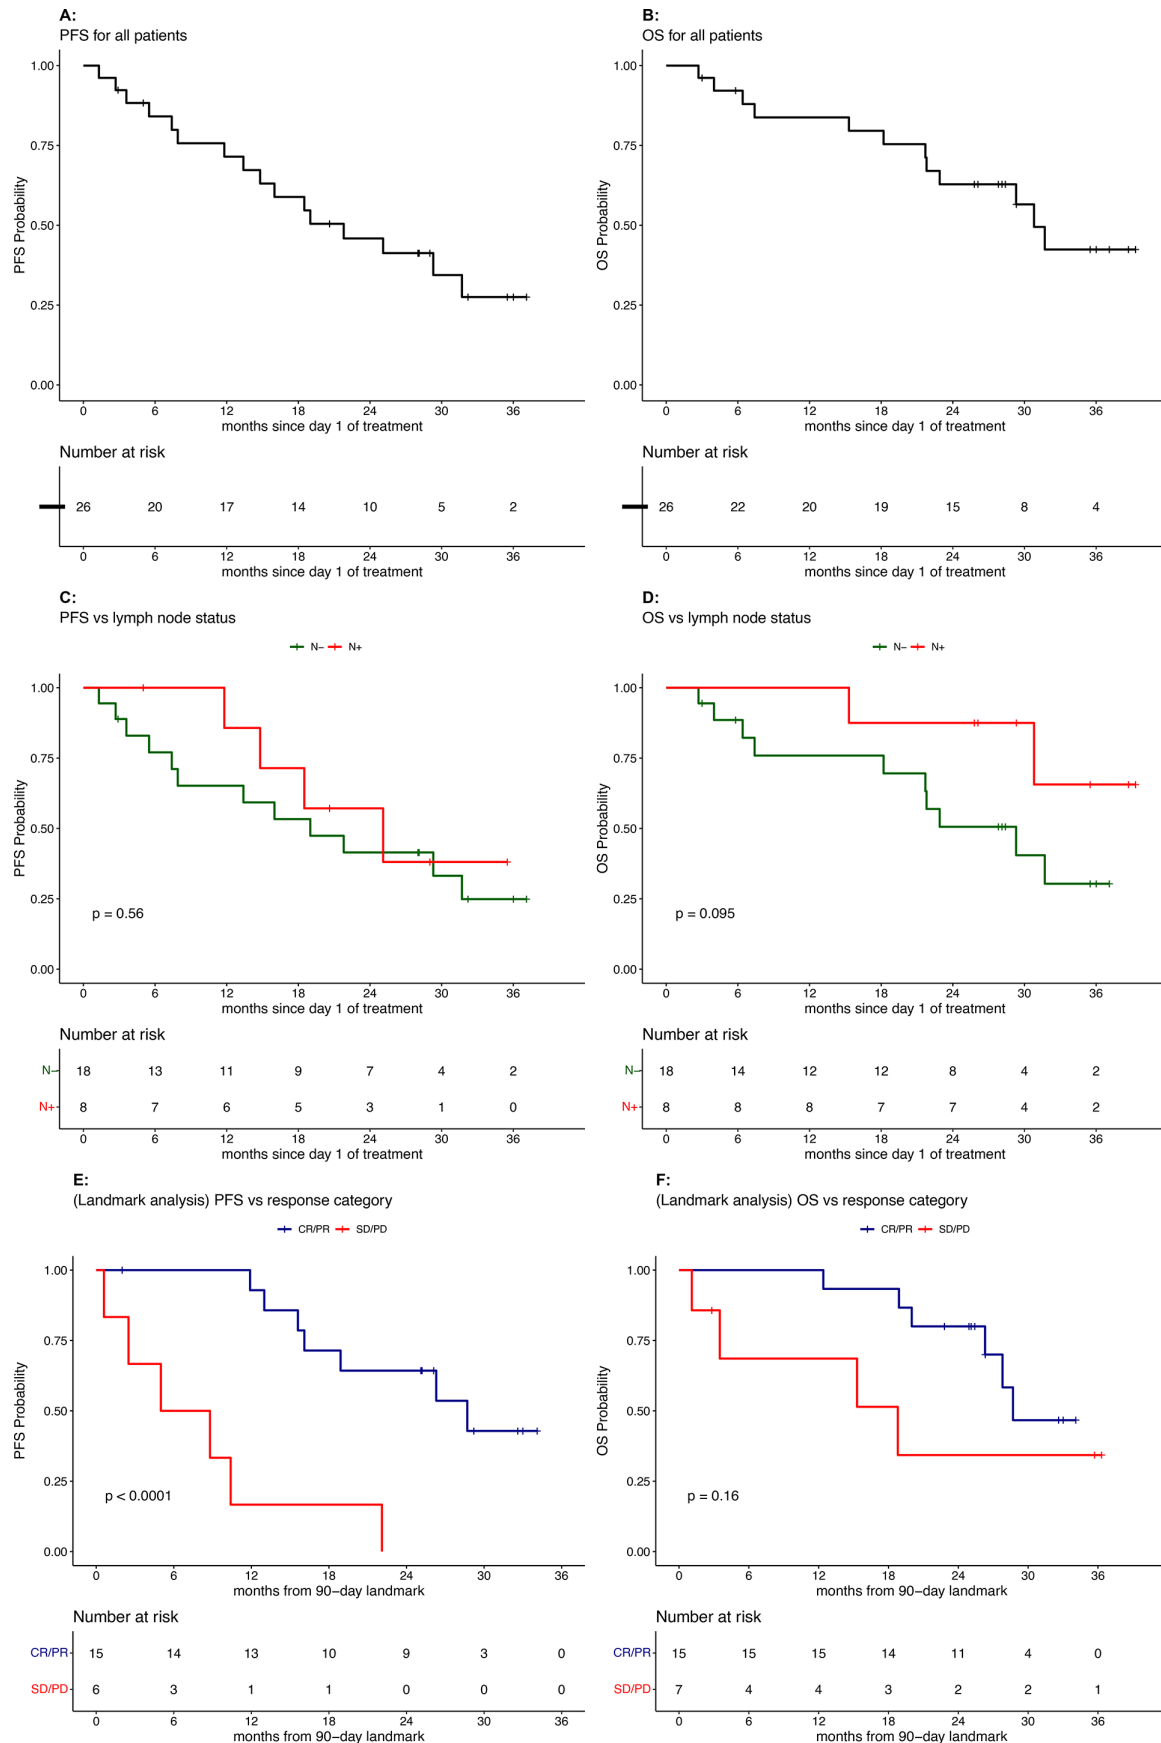 A:
PFS for all patients
1.00
0.75
0.50
0.25
0.00
PFS Probability
0 6 12 18 24 30 36
months since day 1 of treatment
Number at risk
26 20 17 14 10 5 2
0 6 12 18 24 30 36
months since day 1 of treatment
B:
OS for all patients
1.00
0.75
0.50
0.25
0.00
OS Probability
0 6 12 18 24 30 36
months since day 1 of treatment
Number at risk
26 22 20 19 15 8 4
0 6 12 18 24 30 36
months since day 1 of treatment
C:
PFS vs lymph node status
N− N+
1.00
0.75
0.50
0.25
0.00
PFS Probability
p = 0.56
0 6 12 18 24 30 36
months since day 1 of treatment
Number at risk
N− 18 13 11 9 7 4 2
N+ 8 7 6 5 3 1 0
0 6 12 18 24 30 36
months since day 1 of treatment
D:
OS vs lymph node status
N− N+
1.00
0.75
0.50
0.25
0.00
OS Probability
p = 0.095
0 6 12 18 24 30 36
months since day 1 of treatment
Number at risk
N− 18 14 12 12 8 4 2
N+ 8 8 8 7 7 4 2
0 6 12 18 24 30 36
months since day 1 of treatment
E:
(Landmark analysis) PFS vs response category
CR/PR SD/PD
1.00
0.75
0.50
0.25
0.00
PFS Probability
p < 0.0001
0 6 12 18 24 30 36
months from 90−day landmark
Number at risk
CR/PR 15 14 13 10 9 3 0
SD/PD 6 3 1 1 0 0 0
0 6 12 18 24 30 36
months from 90−day landmark
F:
(Landmark analysis) OS vs response category
CR/PR SD/PD
1.00
0.75
0.50
0.25
0.00
OS Probability
p = 0.16
0 6 12 18 24 30 36
months from 90−day landmark
Number at risk
CR/PR 15 15 15 14 11 4 0
SD/PD 7 4 4 3 2 2 1
0 6 12 18 24 30 36
months from 90−day landmark